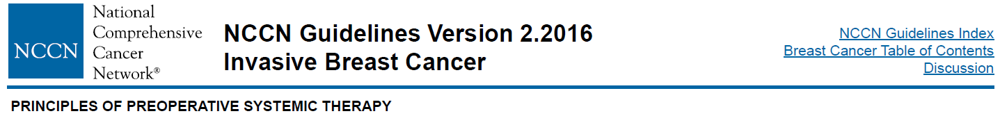 NCCN
National
Comprehensive
Cancer
Network®
NCCN Guidelines Version 2.2016
Invasive Breast Cancer
NCCN Guidelines Index
Breast Cancer Table of Contents
Discussion
PRINCIPLES OF PREOPERATIVE SYSTEMIC THERAPY